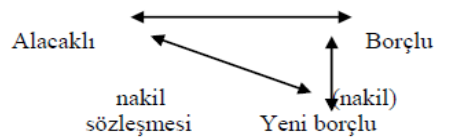 Alacaklı Borçlu
nakil (nakil)
sözleşmesi Yeni borçlu